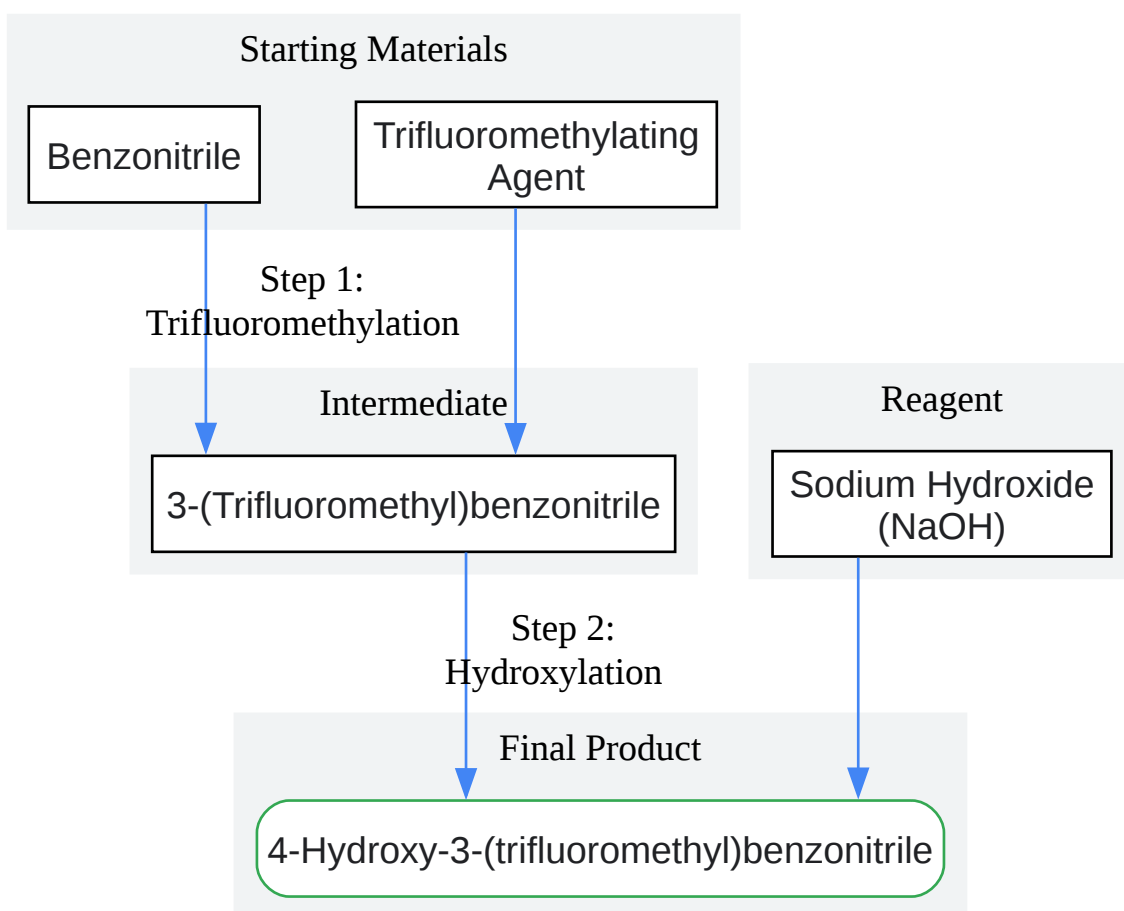 Starting Materials
Benzonitrile
Trifluoromethylating
Agent
Step 1:
Trifluoromethylation
Intermediate
3-(Trifluoromethyl)benzonitrile
Reagent
Sodium Hydroxide
(NaOH)
Step 2:
Hydroxylation
Final Product
4-Hydroxy-3-(trifluoromethyl)benzonitrile